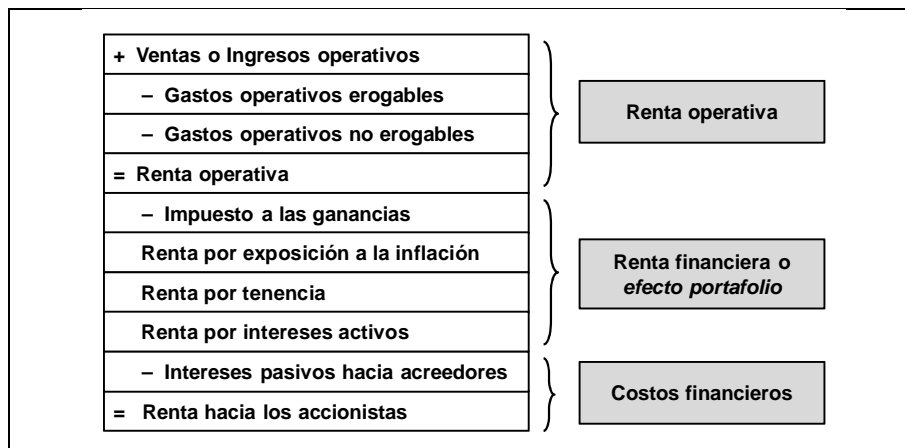 + Ventas o Ingresos operativos
– Gastos operativos erogables
– Gastos operativos no erogables
= Renta operativa
– Impuesto a las ganancias
Renta por exposición a la inflación
Renta por tenencia
Renta por intereses activos
– Intereses pasivos hacia acreedores
= Renta hacia los accionistas
Renta operativa
Renta financiera o
efecto portafolio
Costos financieros